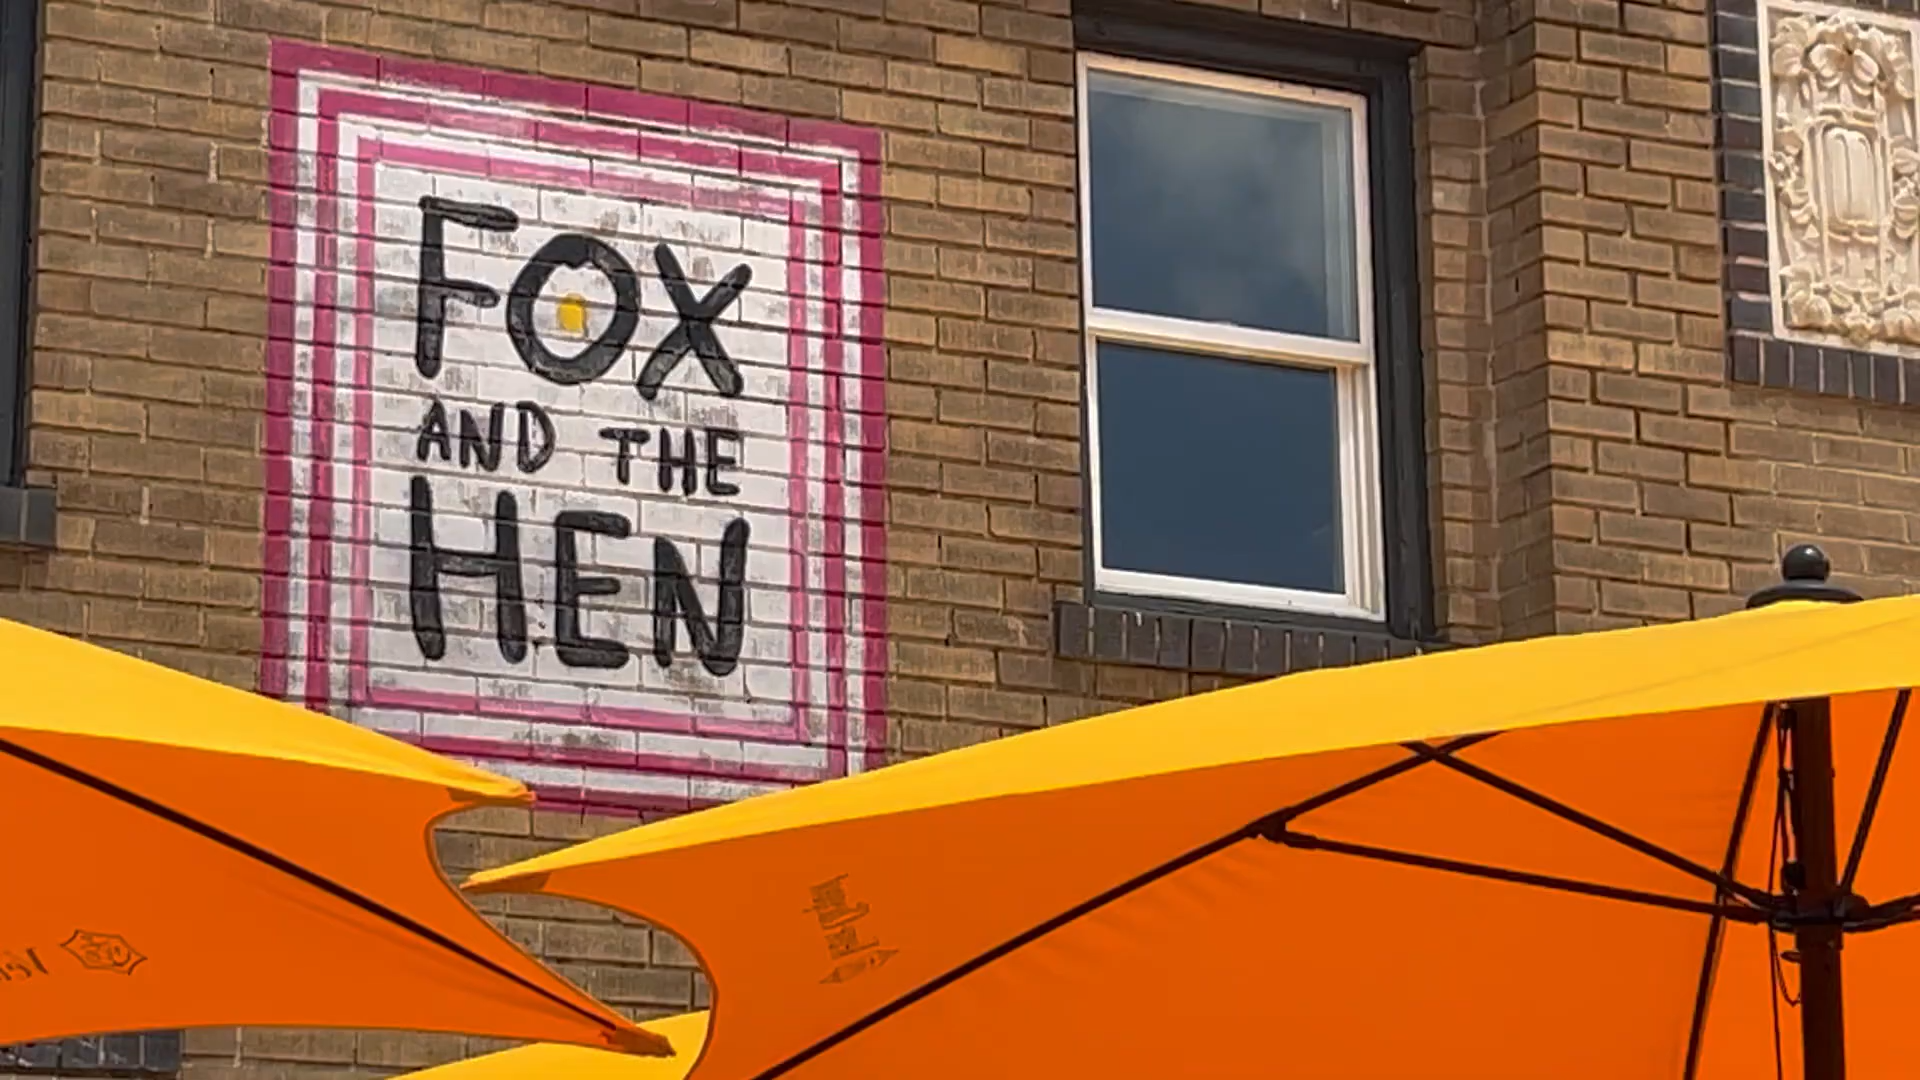 FOX
AND THE
HEN